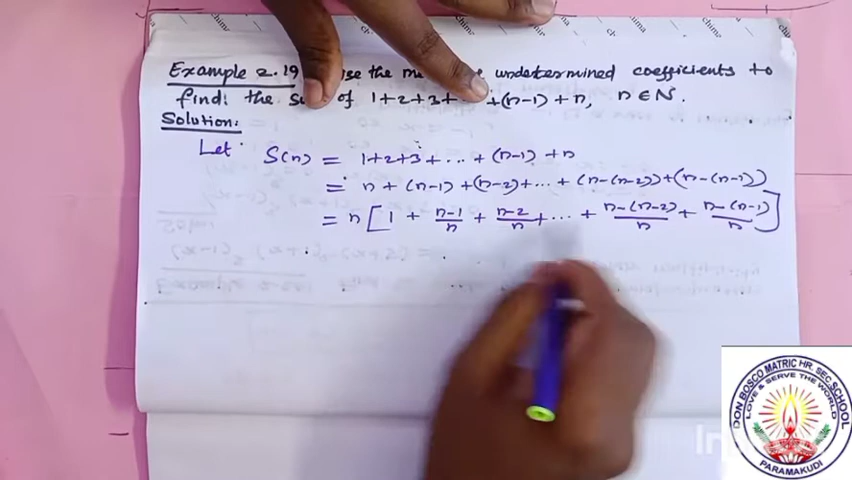 Example 2.19 use the me undetermined coefficients to
find the s of 1+2+3+ +(n-1)+n, n∈N.
Solution:
Let S(n) = 1+2+3+...+(n-1)+n
= n+(n-1)+(n-2)+...+(n-(n-2))+(n-(n-1))
= n[1 + n-1/n + n-2/n + ... + n-(n-2)/n + n-(n-1)/n]
DON BOSCO MATRIC HR. SEC SCHOOL
LOVE & SERVE THE WORLD
PARAMAKUDI